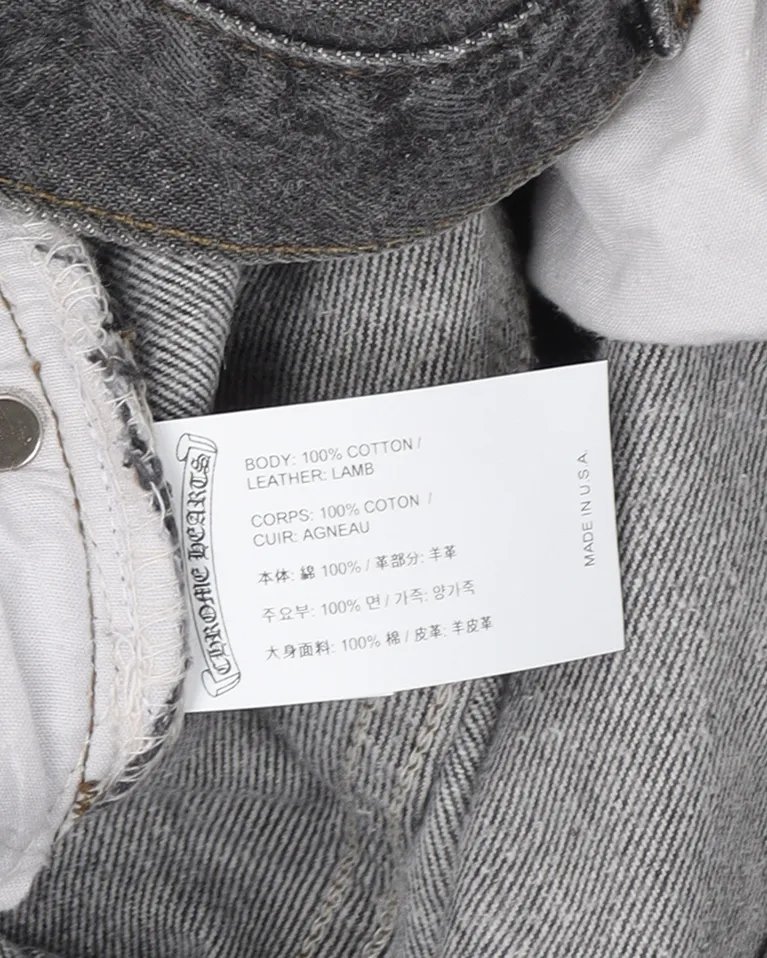 CHROME HEARTS
BODY: 100% COTTON /
LEATHER: LAMB
CORPS: 100% COTON /
CUIR: AGNEAU
本体: 綿 100% / 革部分: 羊革
주요부: 100% 면 / 가죽: 양가죽
大身面料: 100% 棉 / 皮革: 羊皮革
MADE IN U.S.A.